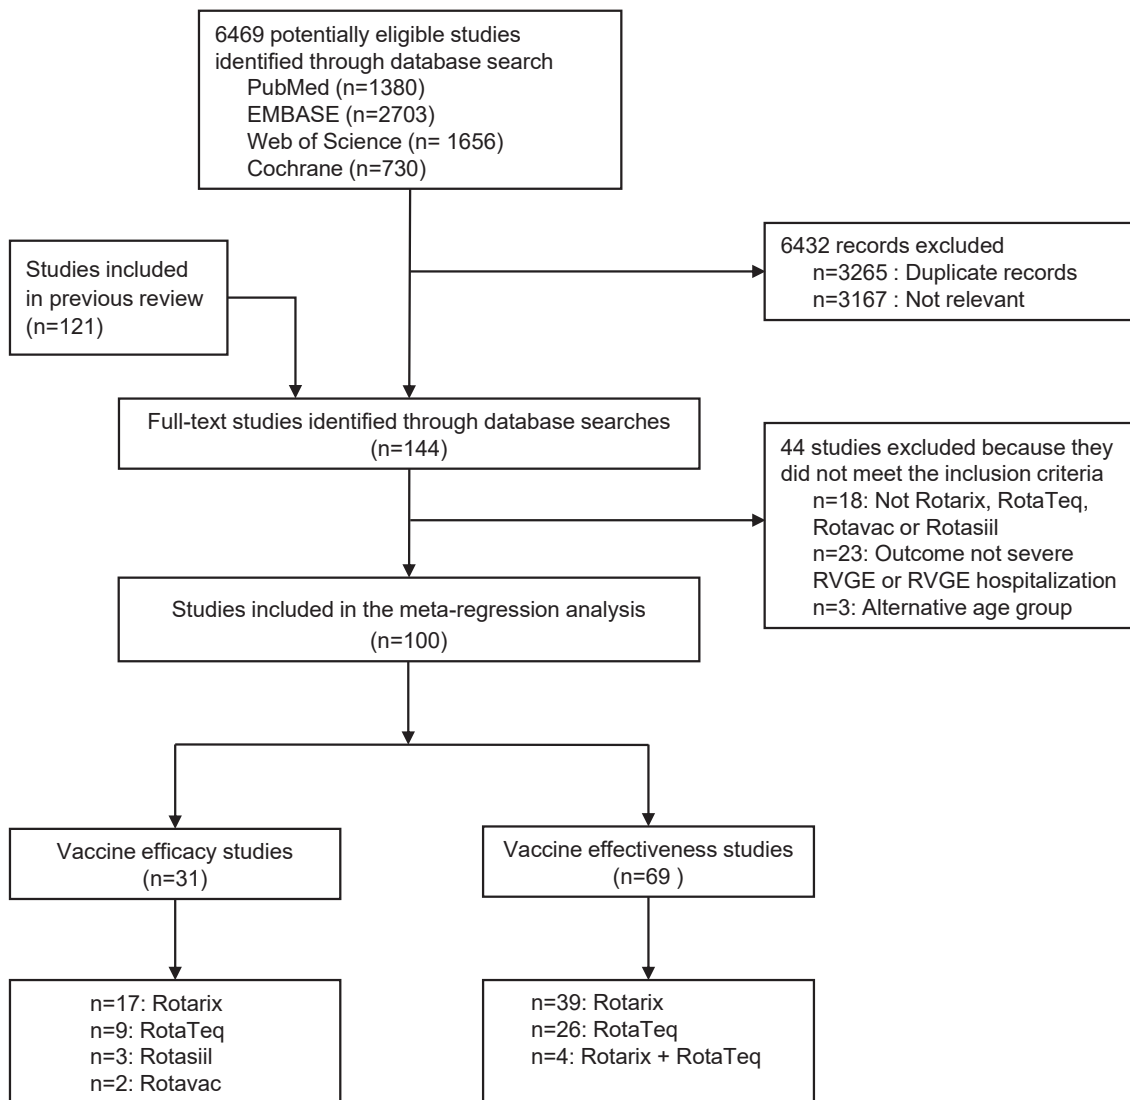 6469 potentially eligible studies
identified through database search
PubMed (n=1380)
EMBASE (n=2703)
Web of Science (n= 1656)
Cochrane (n=730)
6432 records excluded
n=3265 : Duplicate records
n=3167 : Not relevant
Studies included
in previous review
(n=121)
Full-text studies identified through database searches
(n=144)
44 studies excluded because they
did not meet the inclusion criteria
n=18: Not Rotarix, RotaTeq,
Rotavac or Rotasiil
n=23: Outcome not severe
RVGE or RVGE hospitalization
n=3: Alternative age group
Studies included in the meta-regression analysis
(n=100)
Vaccine efficacy studies
(n=31)
Vaccine effectiveness studies
(n=69 )
n=17: Rotarix
n=9: RotaTeq
n=3: Rotasiil
n=2: Rotavac
n=39: Rotarix
n=26: RotaTeq
n=4: Rotarix + RotaTeq